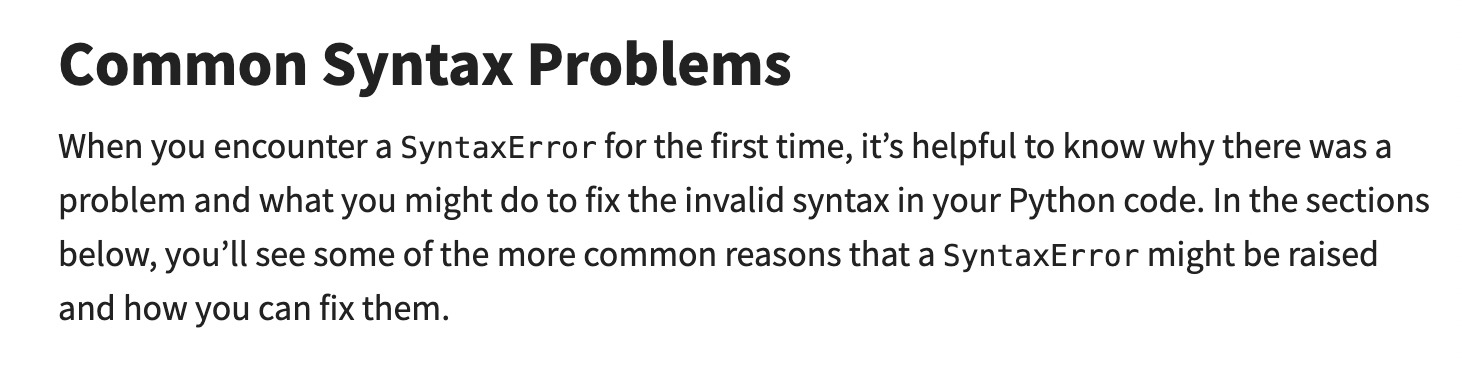 Common Syntax Problems
When you encounter a SyntaxError for the first time, it’s helpful to know why there was a
problem and what you might do to fix the invalid syntax in your Python code. In the sections
below, you’ll see some of the more common reasons that a SyntaxError might be raised
and how you can fix them.